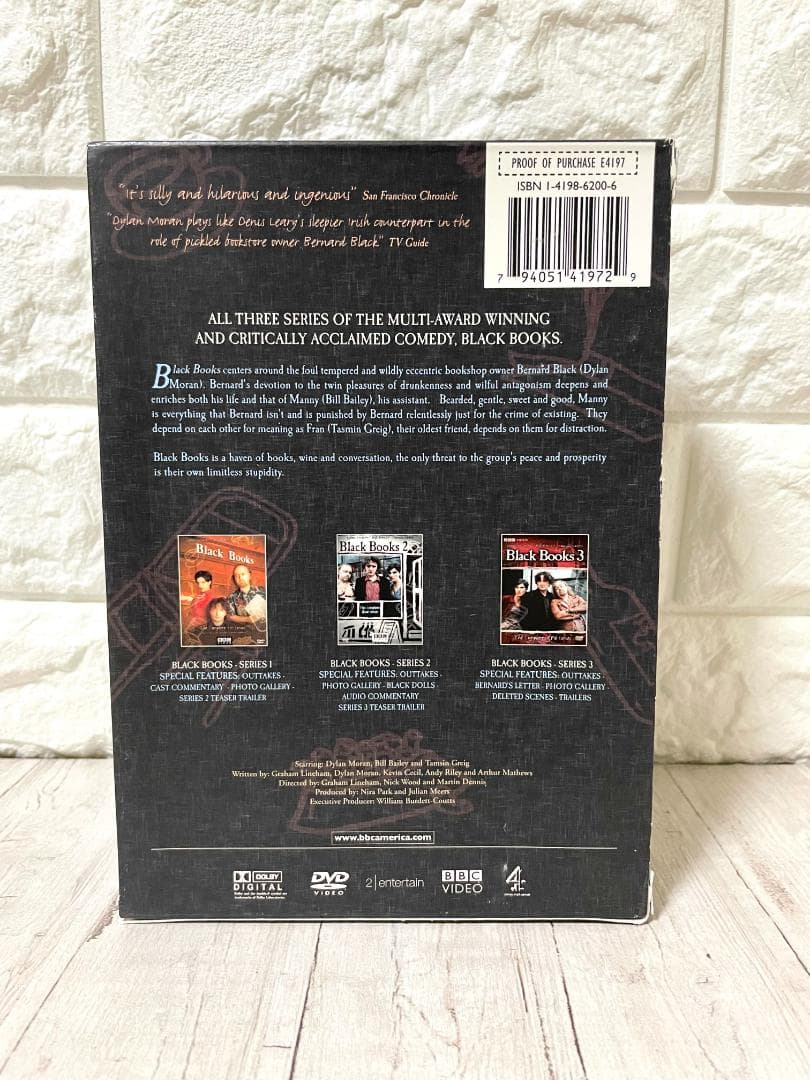 PROOF OF PURCHASE E4197
ISBN 1-4198-6200-6
7 94051 41972 9
"It's silly and hilarious and ingenious" San Francisco Chronicle
"Dylan Moran plays like Denis Leary's sleepier Irish counterpart in the
role of pickled bookstore owner Bernard Black" TV Guide
ALL THREE SERIES OF THE MULTI-AWARD WINNING
AND CRITICALLY ACCLAIMED COMEDY, BLACK BOOKS.
Black Books centers around the foul tempered and wildly eccentric bookshop owner Bernard Black (Dylan
Moran). Bernard's devotion to the twin pleasures of drunkenness and wilful antagonism deepens and
enriches both his life and that of Manny (Bill Bailey), his assistant. Bearded, gentle, sweet and good, Manny
is everything that Bernard isn't and is punished by Bernard relentlessly just for the crime of existing. They
depend on each other for meaning as Fran (Tasmin Greig), their oldest friend, depends on them for distraction.
Black Books is a haven of books, wine and conversation, the only threat to the group's peace and prosperity
is their own limitless stupidity.
Black Books
Black Books 2
Black Books 3
BLACK BOOKS - SERIES 1
SPECIAL FEATURES: OUTTAKES -
CAST COMMENTARY - PHOTO GALLERY -
SERIES 2 TEASER TRAILER
BLACK BOOKS - SERIES 2
SPECIAL FEATURES: OUTTAKES -
PHOTO GALLERY - BLACK DOLLS -
AUDIO COMMENTARY
SERIES 3 TEASER TRAILER
BLACK BOOKS - SERIES 3
SPECIAL FEATURES: OUTTAKES -
BERNARD'S LETTER - PHOTO GALLERY
DELETED SCENES - TRAILERS
Starring: Dylan Moran, Bill Bailey and Tamsin Greig
Written by: Graham Lineham, Dylan Moran, Kevin Cecil, Andy Riley and Arthur Mathews
Directed by: Graham Lineham, Nick Wood and Martin Dennis
Produced by: Nira Park and Julian Meers
Executive Producer: William Burdett-Coutts
www.bbcamerica.com
DOLBY
DIGITAL
DVD
VIDEO
2|entertain
BBC
VIDEO
4